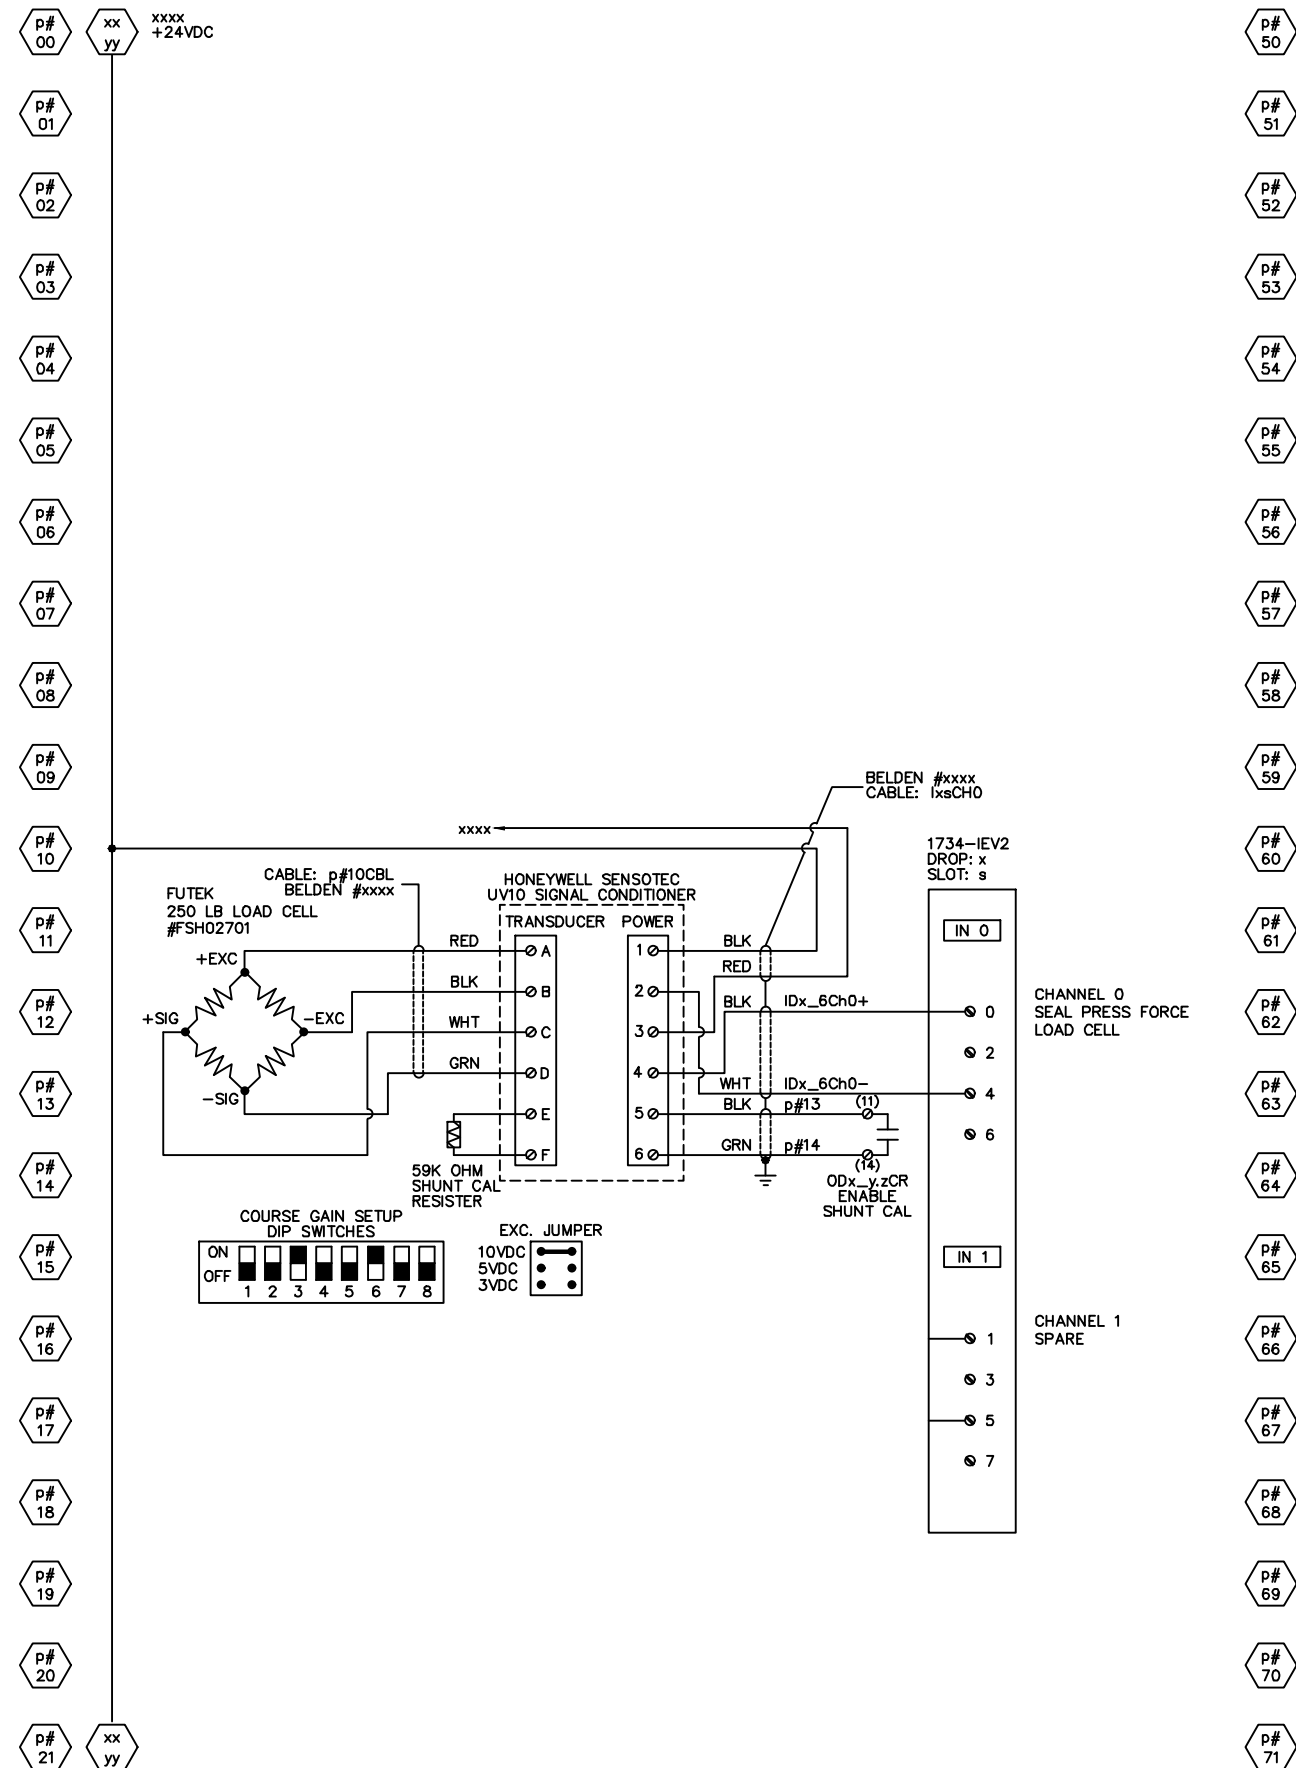 p#
00
xx
yy
xxxx
+24VDC
p#
50
p#
01
p#
51
p#
02
p#
52
p#
03
p#
53
p#
04
p#
54
p#
05
p#
55
p#
06
p#
56
p#
07
p#
57
p#
08
p#
58
p#
09
p#
59
BELDEN #xxxx
CABLE: IxsCH0
xxxx
p#
10
p#
60
1734-IEV2
DROP: x
SLOT: s
CABLE: p#10CBL
BELDEN #xxxx
HONEYWELL SENSOTEC
UV10 SIGNAL CONDITIONER
FUTEK
250 LB LOAD CELL
#FSH02701
TRANSDUCER POWER
p#
11
p#
61
IN 0
+EXC
RED
A
1
BLK
RED
BLK
B
2
p#
12
p#
62
+SIG
-EXC
WHT
C
3
BLK IDx_6Ch0+
0
CHANNEL 0
SEAL PRESS FORCE
LOAD CELL
2
GRN
D
4
WHT IDx_6Ch0-
4
p#
13
p#
63
-SIG
E
5
BLK p#13
(11)
6
F
6
GRN p#14
(14)
p#
14
p#
64
59K OHM
SHUNT CAL
RESISTER
ODx_y.zCR
ENABLE
SHUNT CAL
COURSE GAIN SETUP
DIP SWITCHES
ON
OFF
1 2 3 4 5 6 7 8
EXC. JUMPER
10VDC
5VDC
3VDC
p#
15
p#
65
IN 1
p#
16
p#
66
1
CHANNEL 1
SPARE
3
p#
17
p#
67
5
7
p#
18
p#
68
p#
19
p#
69
p#
20
p#
70
p#
21
xx
yy
p#
71